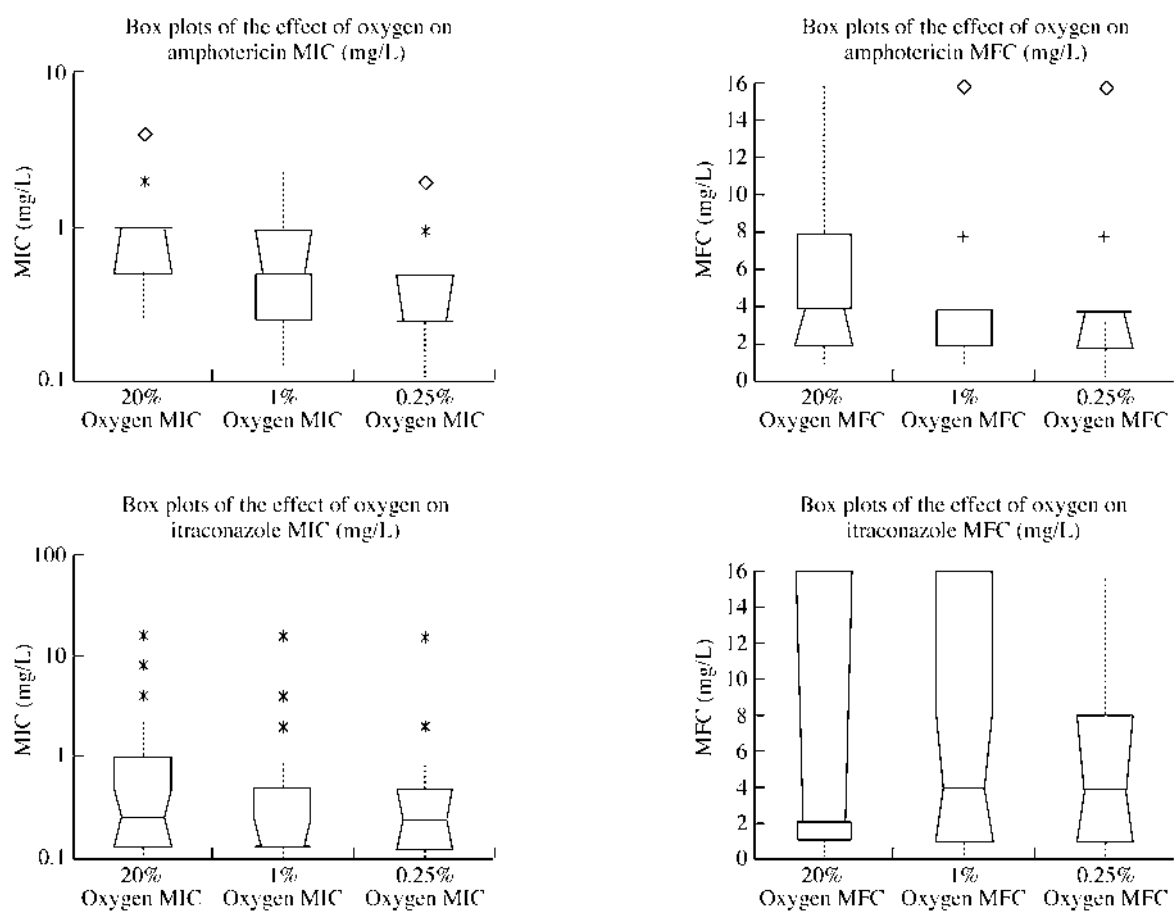 Box plots of the effect of oxygen on
amphotericin MIC (mg/L)
10
1
0.1
MIC (mg/L)
20%
Oxygen MIC
1%
Oxygen MIC
0.25%
Oxygen MIC
Box plots of the effect of oxygen on
amphotericin MFC (mg/L)
16
14
12
10
8
6
4
2
0
MFC (mg/L)
20%
Oxygen MFC
1%
Oxygen MFC
0.25%
Oxygen MFC
Box plots of the effect of oxygen on
itraconazole MIC (mg/L)
100
10
1
0.1
MIC (mg/L)
20%
Oxygen MIC
1%
Oxygen MIC
0.25%
Oxygen MIC
Box plots of the effect of oxygen on
itraconazole MFC (mg/L)
16
14
12
10
8
6
4
2
0
MFC (mg/L)
20%
Oxygen MFC
1%
Oxygen MFC
0.25%
Oxygen MFC